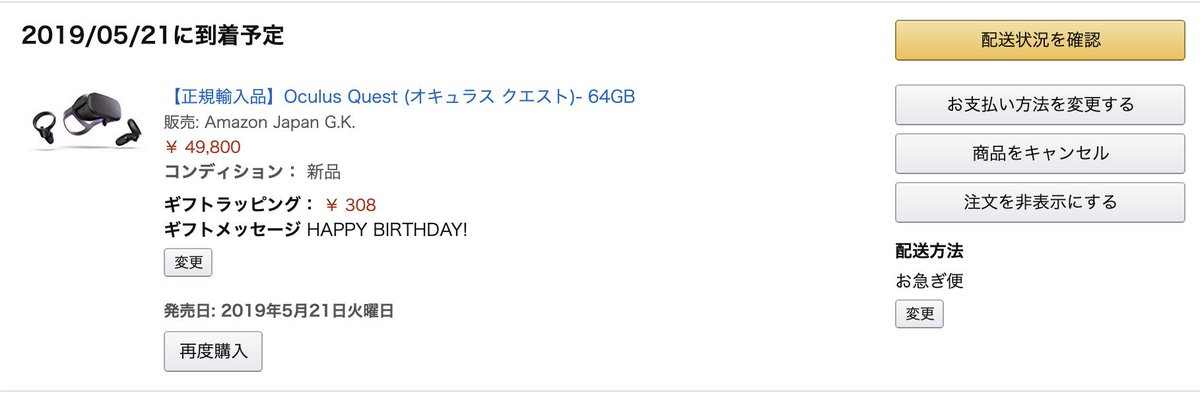 2019/05/21に到着予定
【正規輸入品】Oculus Quest (オキュラス クエスト)- 64GB
販売: Amazon Japan G.K.
￥ 49,800
コンディション： 新品
ギフトラッピング： ￥ 308
ギフトメッセージ HAPPY BIRTHDAY!
変更
発売日: 2019年5月21日火曜日
再度購入
配送状況を確認
お支払い方法を変更する
商品をキャンセル
注文を非表示にする
配送方法
お急ぎ便
変更